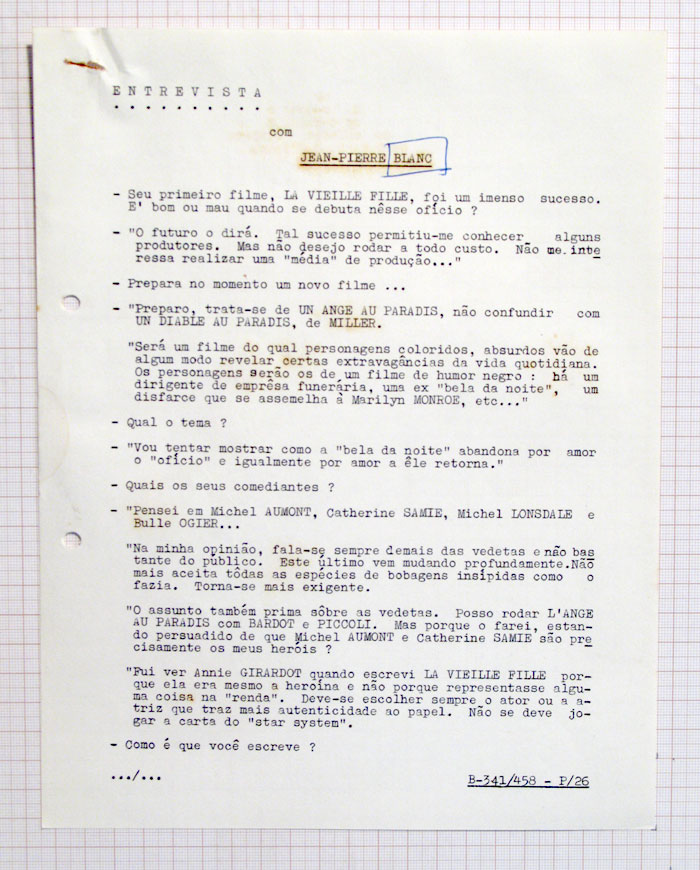 E N T R E V I S T A
com
JEAN-PIERRE BLANC
- Seu primeiro filme, LA VIEILLE FILLE, foi um imenso sucesso.
E' bom ou mau quando se debuta nêsse ofício ?
- "O futuro o dirá. Tal sucesso permitiu-me conhecer alguns
produtores. Mas não desejo rodar a todo custo. Não me inte
ressa realizar uma "média" de produção..."
- Prepara no momento um novo filme ...
- "Preparo, trata-se de UN ANGE AU PARADIS, não confundir com
UN DIABLE AU PARADIS, de MILLER.
"Será um filme do qual personagens coloridos, absurdos vão de
algum modo revelar certas extravagâncias da vida quotidiana.
Os personagens serão os de um filme de humor negro : há um
dirigente de emprêsa funerária, uma ex "bela da noite", um
disfarce que se assemelha à Marilyn MONROE, etc..."
- Qual o tema ?
- "Vou tentar mostrar como a "bela da noite" abandona por amor
o "ofício" e igualmente por amor a êle retorna."
- Quais os seus comediantes ?
- "Pensei em Michel AUMONT, Catherine SAMIE, Michel LONSDALE e
Bulle OGIER...
"Na minha opinião, fala-se sempre demais das vedetas e não bas
tante do público. Este último vem mudando profundamente.Não
mais aceita tôdas as espécies de bobagens insípidas como o
fazia. Torna-se mais exigente.
"O assunto também prima sôbre as vedetas. Posso rodar L'ANGE
AU PARADIS com BARDOT e PICCOLI. Mas porque o farei, estan-
do persuadido de que Michel AUMONT e Catherine SAMIE são pre
cisamente os meus heróis ?
"Fui ver Annie GIRARDOT quando escrevi LA VIEILLE FILLE por-
que ela era mesmo a heroína e não porque representasse algu-
ma coisa na "renda". Deve-se escolher sempre o ator ou a a-
triz que traz mais autenticidade ao papel. Não se deve jo-
gar a carta do "star system".
- Como é que você escreve ?
.../...
B-341/458 - P/26